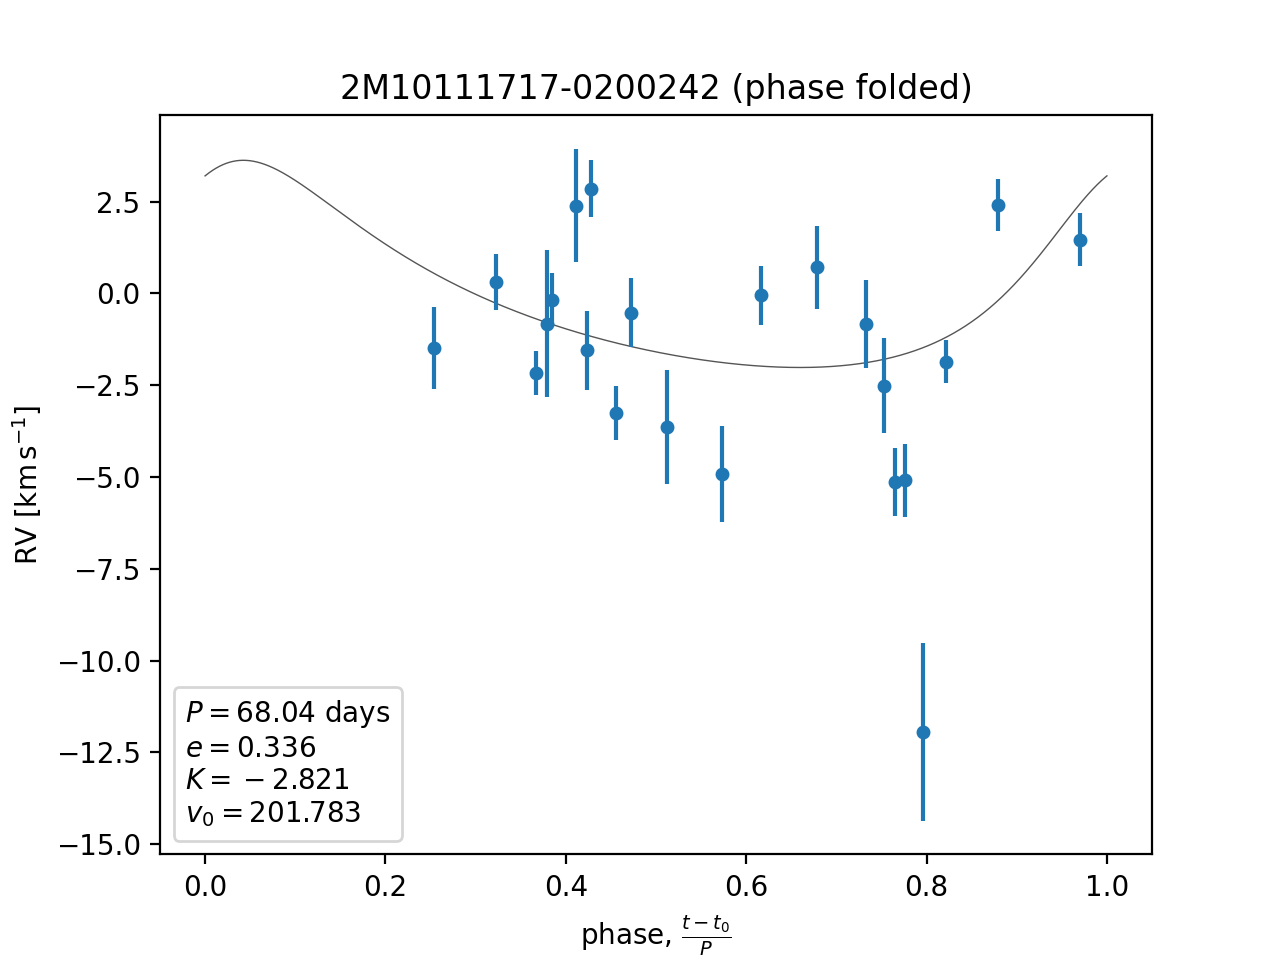 2M10111717-0200242 (phase folded)
RV [km s⁻¹]
2.5
0.0
−2.5
−5.0
−7.5
−10.0
−12.5
−15.0
P = 68.04 days
e = 0.336
K = −2.821
v₀ = 201.783
0.0 0.2 0.4 0.6 0.8 1.0
phase, (t − t₀)/P